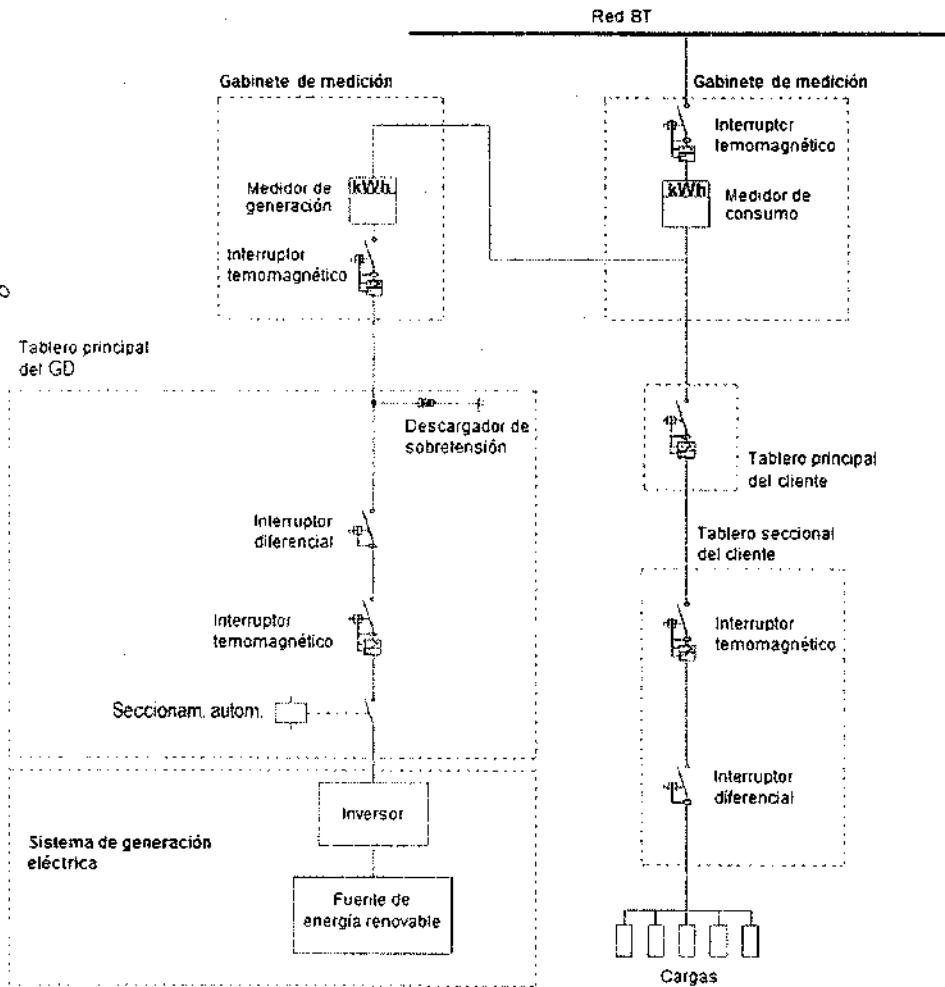 Red BT
Gabinete de medición
Gabinete de medición
Interruptor
temomagnético
kWh
Medidor de
generación
kWh
Medidor de
consumo
Interruptor
temomagnético
Tablero principal
del GD
Descargador de
sobretensión
Tablero principal
del cliente
Interruptor
diferencial
Tablero seccional
del cliente
Interruptor
temomagnético
Interruptor
temomagnético
Seccionam. autom.
Interruptor
diferencial
Inversor
Sistema de generación
eléctrica
Fuente de
energía renovable
Cargas